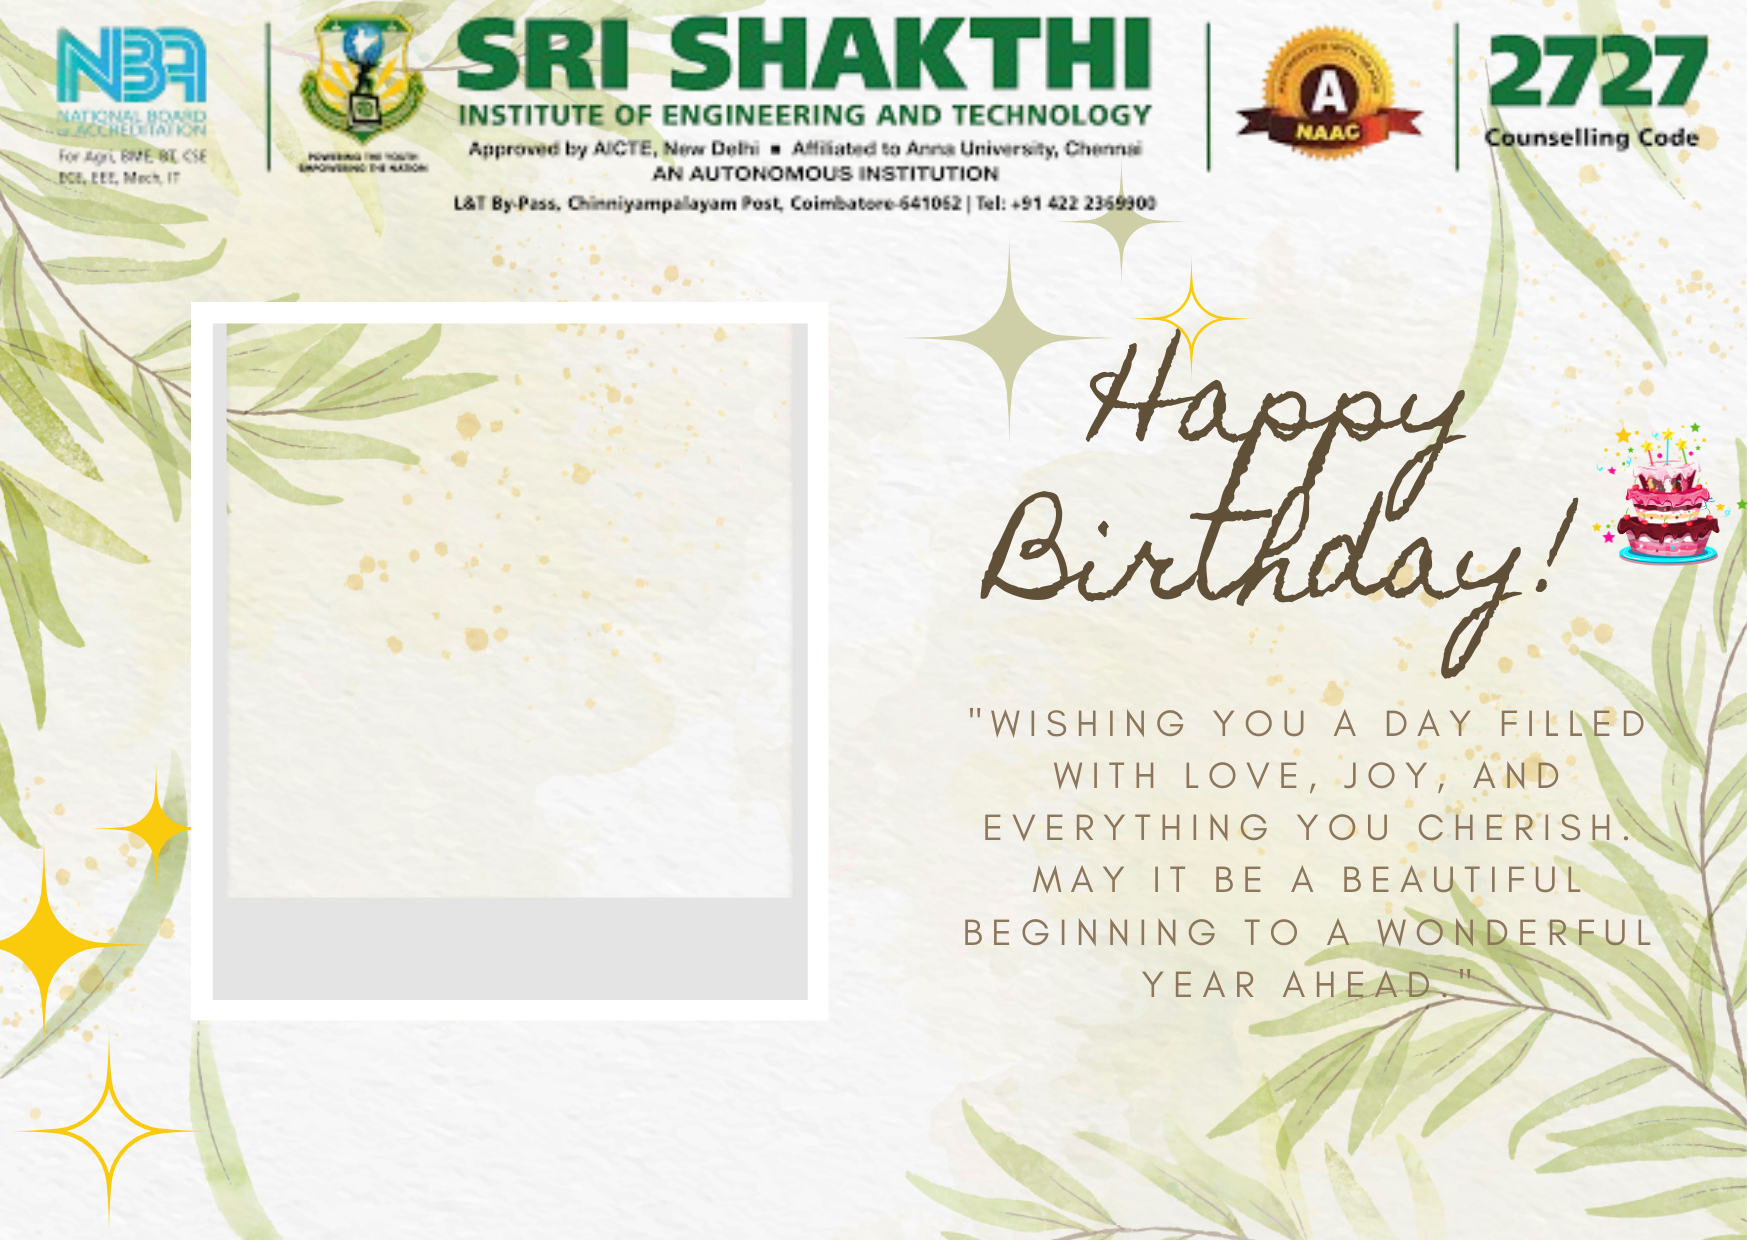 NBA
NATIONAL BOARD
of ACCREDITATION
For Agri, BME, BT, CSE
ECE, EEE, Mech, IT
POWERING THE YOUTH
EMPOWERING THE NATION
SRI SHAKTHI
INSTITUTE OF ENGINEERING AND TECHNOLOGY
Approved by AICTE, New Delhi ▪ Affiliated to Anna University, Chennai
AN AUTONOMOUS INSTITUTION
L&T By-Pass, Chinniyampalayam Post, Coimbatore-641062 | Tel: +91 422 2369900
A
NAAC
2727
Counselling Code
Happy
Birthday!
"WISHING YOU A DAY FILLED
WITH LOVE, JOY, AND
EVERYTHING YOU CHERISH.
MAY IT BE A BEAUTIFUL
BEGINNING TO A WONDERFUL
YEAR AHEAD."